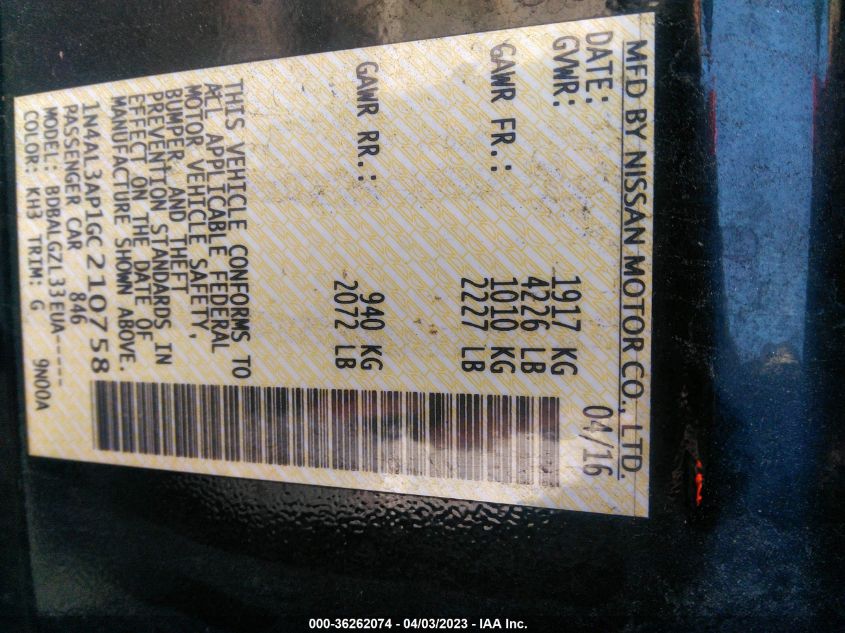 MFD BY NISSAN MOTOR CO., LTD.
DATE: 04/16
GVWR: 1917 KG
4226 LB
GAWR FR.: 1010 KG
2227 LB
GAWR RR.: 940 KG
2072 LB
THIS VEHICLE CONFORMS TO
ALL APPLICABLE FEDERAL
MOTOR VEHICLE SAFETY,
BUMPER AND THEFT
PREVENTION STANDARDS IN
EFFECT ON THE DATE OF
MANUFACTURE SHOWN ABOVE.
1N4AL3AP1GC210758
PASSENGER CAR 846
MODEL: BDBALGZL33EUA-----
COLOR: KH3 TRIM: G 9N00A
000-36262074 - 04/03/2023 - IAA Inc.